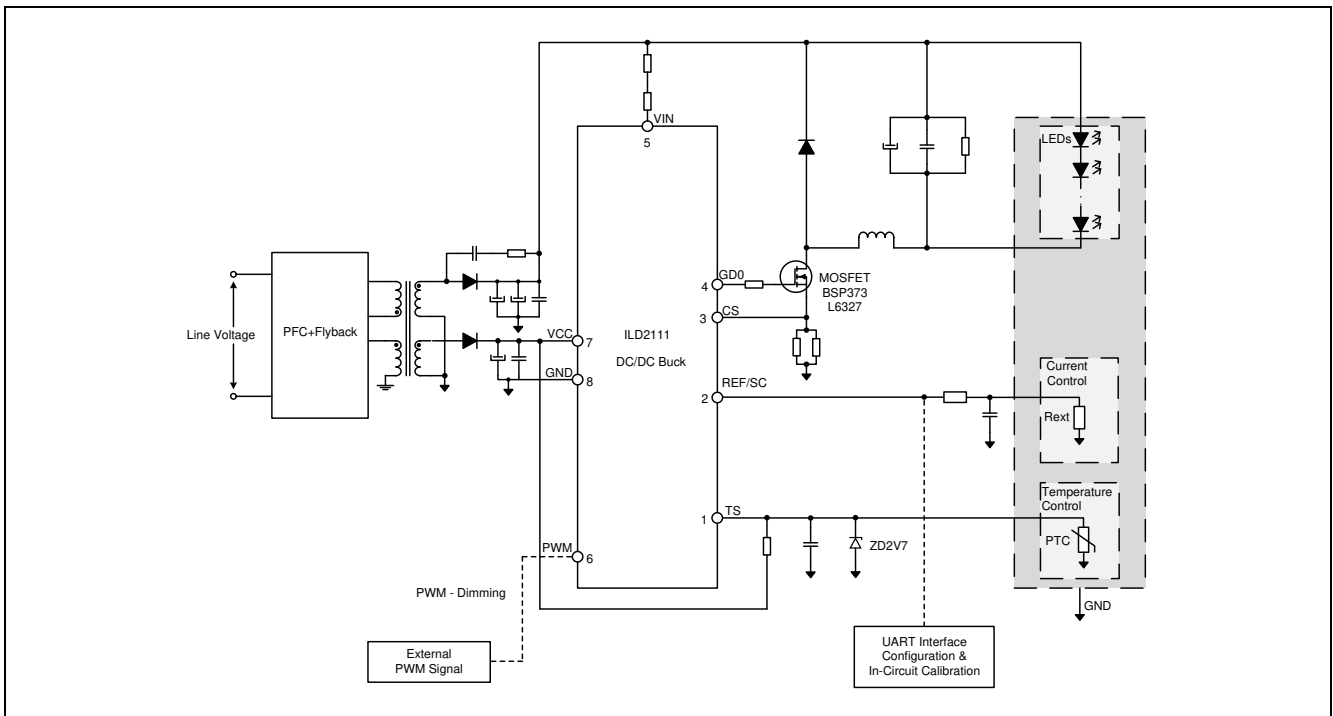 VIN
5
LEDs
GD0
4
MOSFET
BSP373
L6327
CS
3
Line Voltage
PFC+Flyback
VCC
7
ILD2111
DC/DC Buck
GND
8
REF/SC
2
Current
Control
Rext
Temperature
Control
TS
1
PTC
ZD2V7
PWM
6
PWM - Dimming
GND
External
PWM Signal
UART Interface
Configuration &
In-Circuit Calibration